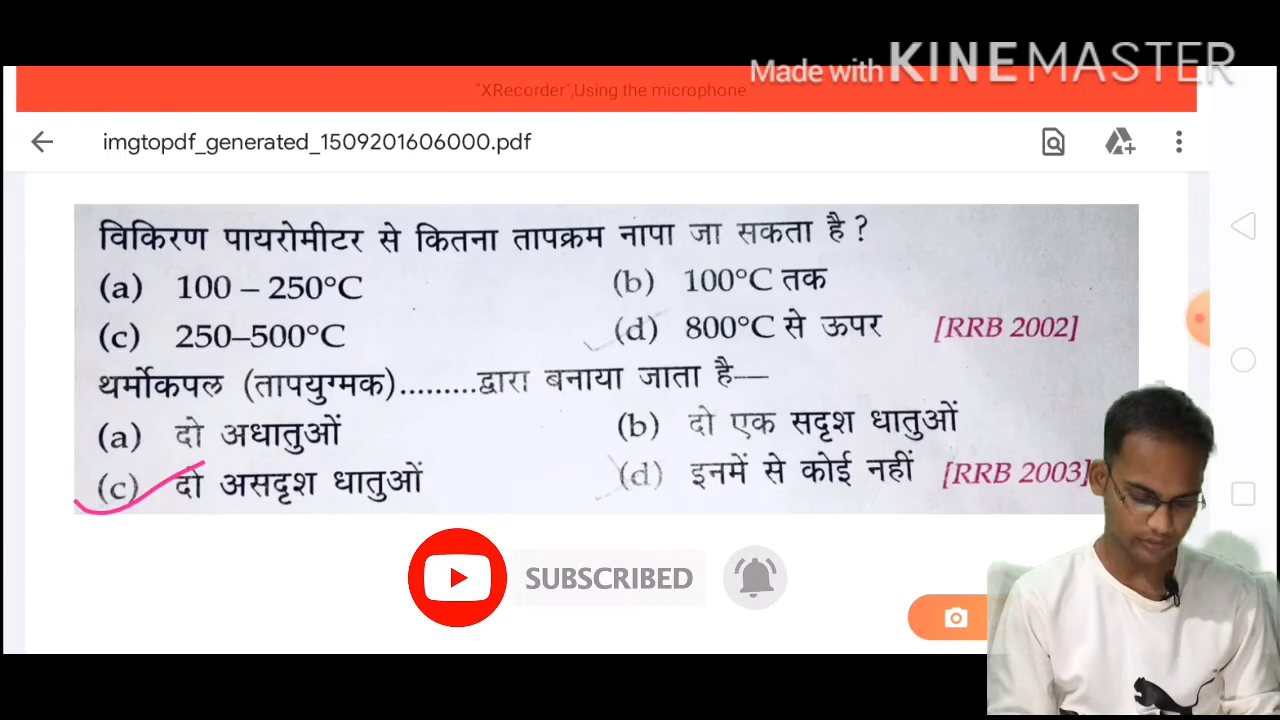 Made with KINEMASTER
"XRecorder",Using the microphone
imgtopdf_generated_1509201606000.pdf
विकिरण पायरोमीटर से कितना तापक्रम नापा जा सकता है ?
(a) 100 – 250°C (b) 100°C तक
(c) 250–500°C (d) 800°C से ऊपर [RRB 2002]
थर्मोकपल (तापयुग्मक).........द्वारा बनाया जाता है—
(a) दो अधातुओं (b) दो एक सदृश धातुओं
(c) दो असदृश धातुओं (d) इनमें से कोई नहीं [RRB 2003]
SUBSCRIBED